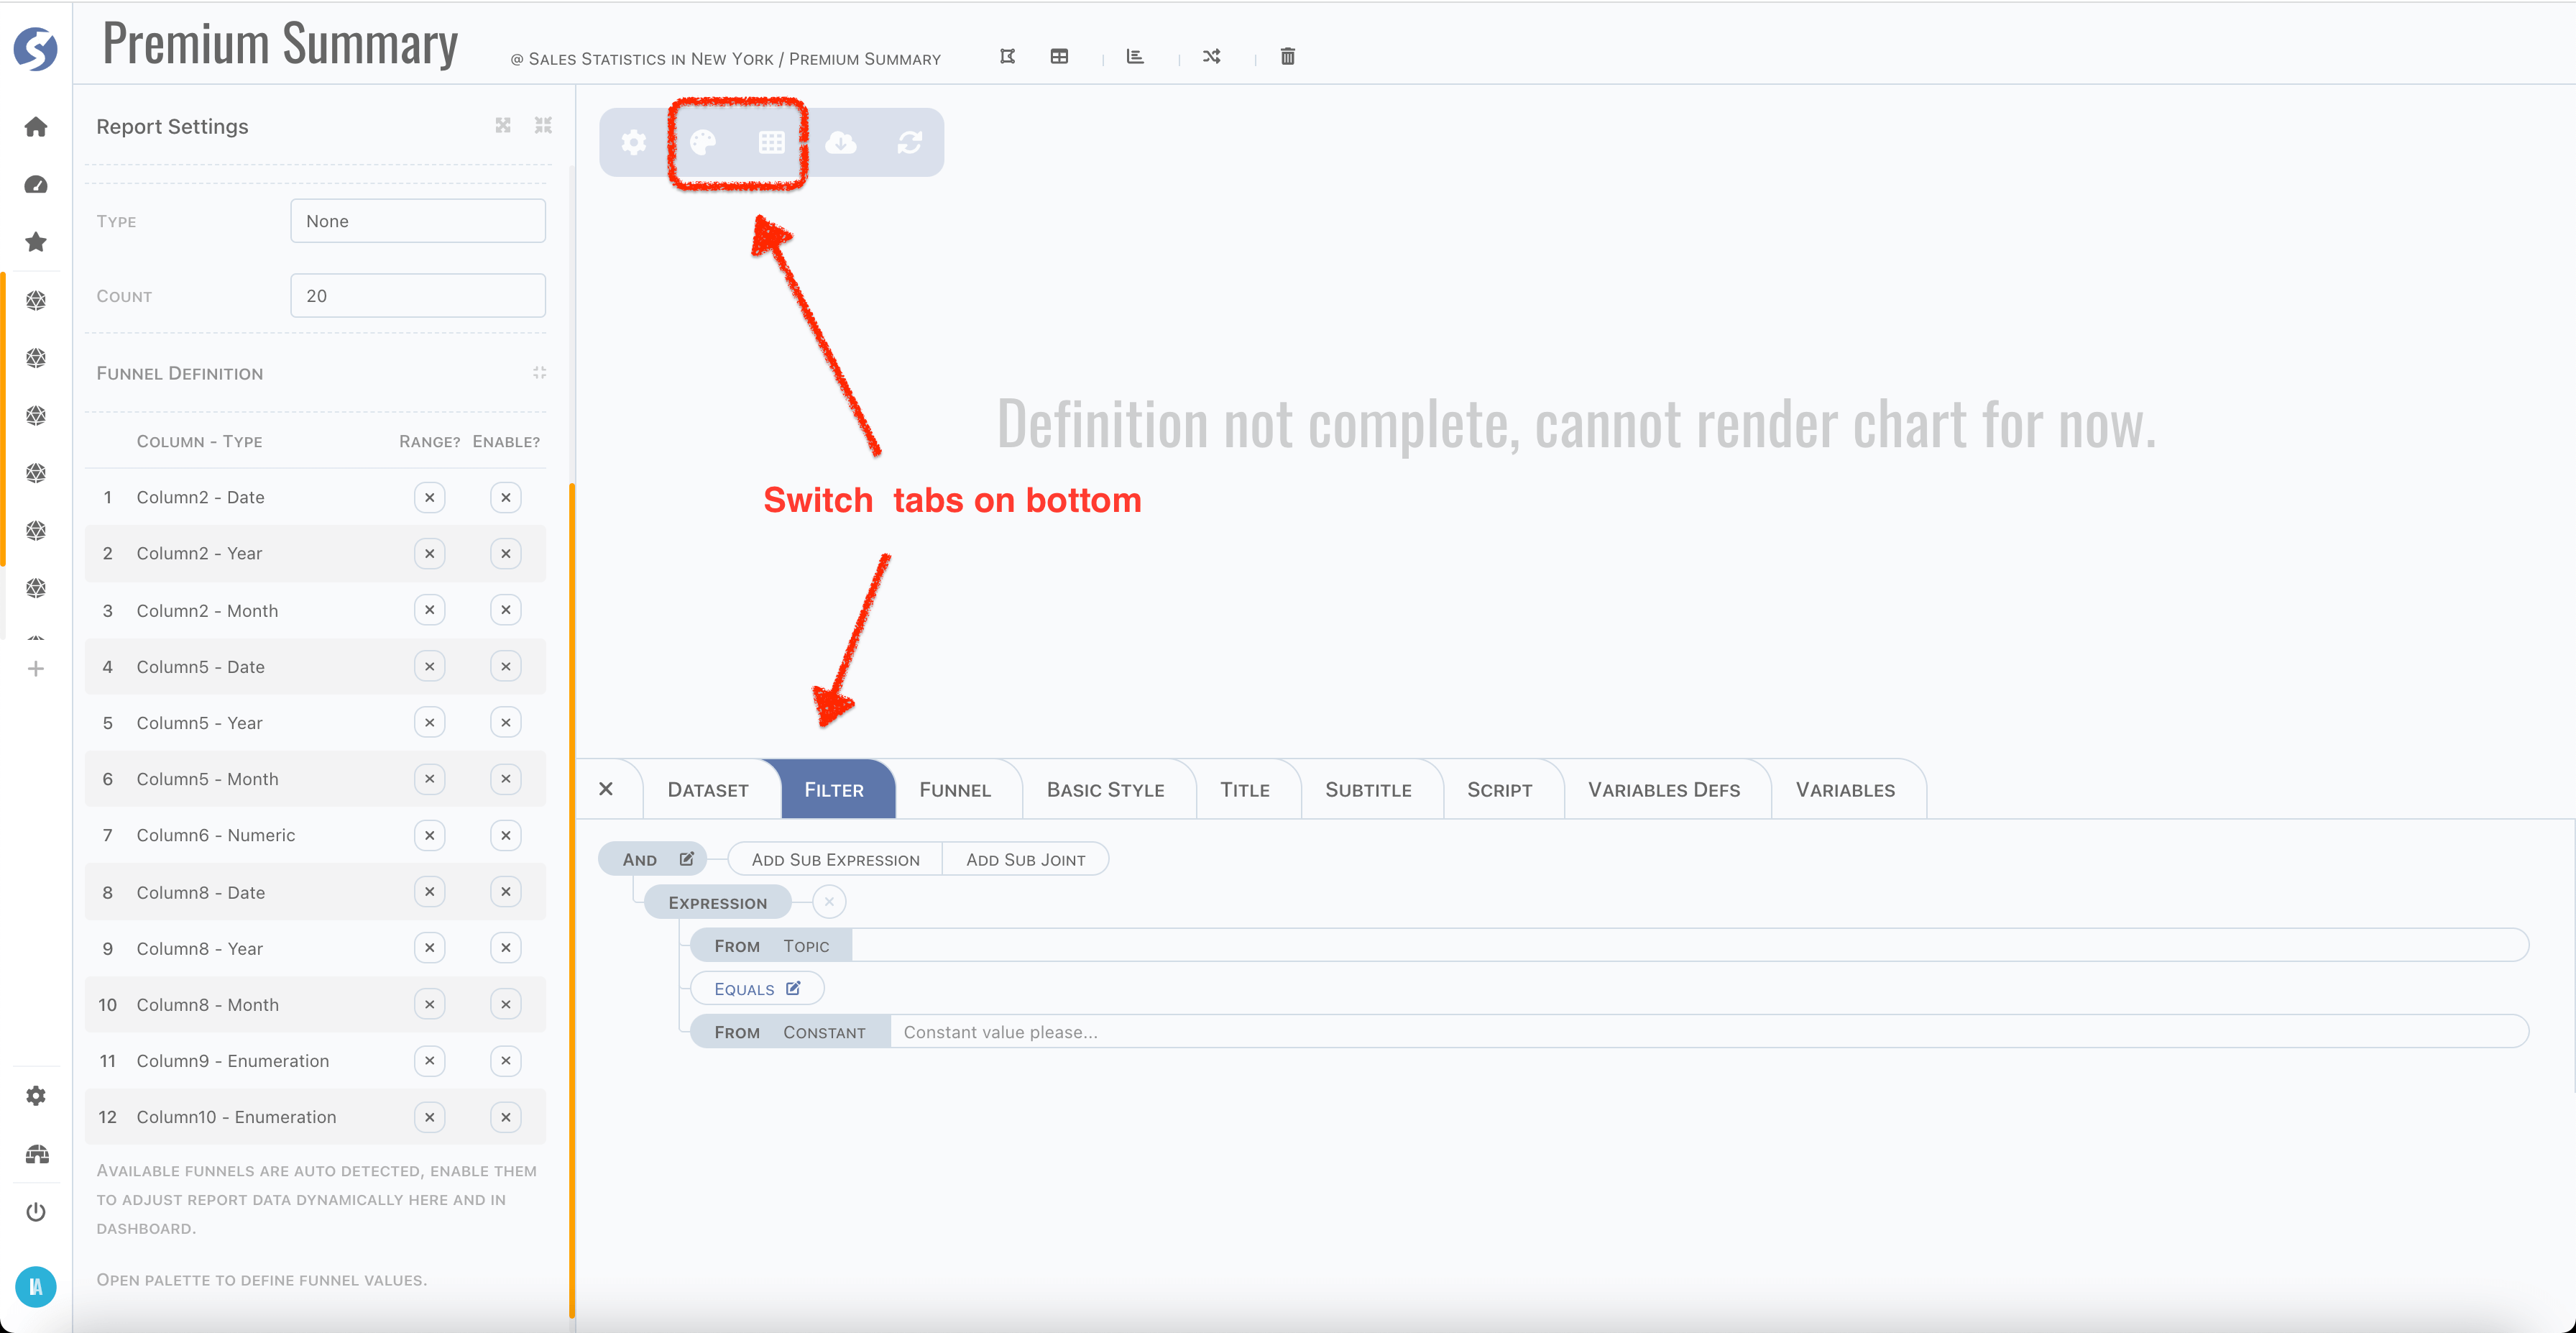 Premium Summary
@ Sales Statistics in New York / Premium Summary
Report Settings
Type
None
Count
20
Funnel Definition
Column - Type Range? Enable?
1 Column2 - Date
2 Column2 - Year
3 Column2 - Month
4 Column5 - Date
5 Column5 - Year
6 Column5 - Month
7 Column6 - Numeric
8 Column8 - Date
9 Column8 - Year
10 Column8 - Month
11 Column9 - Enumeration
12 Column10 - Enumeration
Available funnels are auto detected, enable them
to adjust report data dynamically here and in
dashboard.
Open palette to define funnel values.
IA
Definition not complete, cannot render chart for now.
Switch tabs on bottom
Dataset Filter Funnel Basic Style Title Subtitle Script Variables Defs Variables
And Add Sub Expression Add Sub Joint
Expression
From Topic
Equals
From Constant Constant value please...